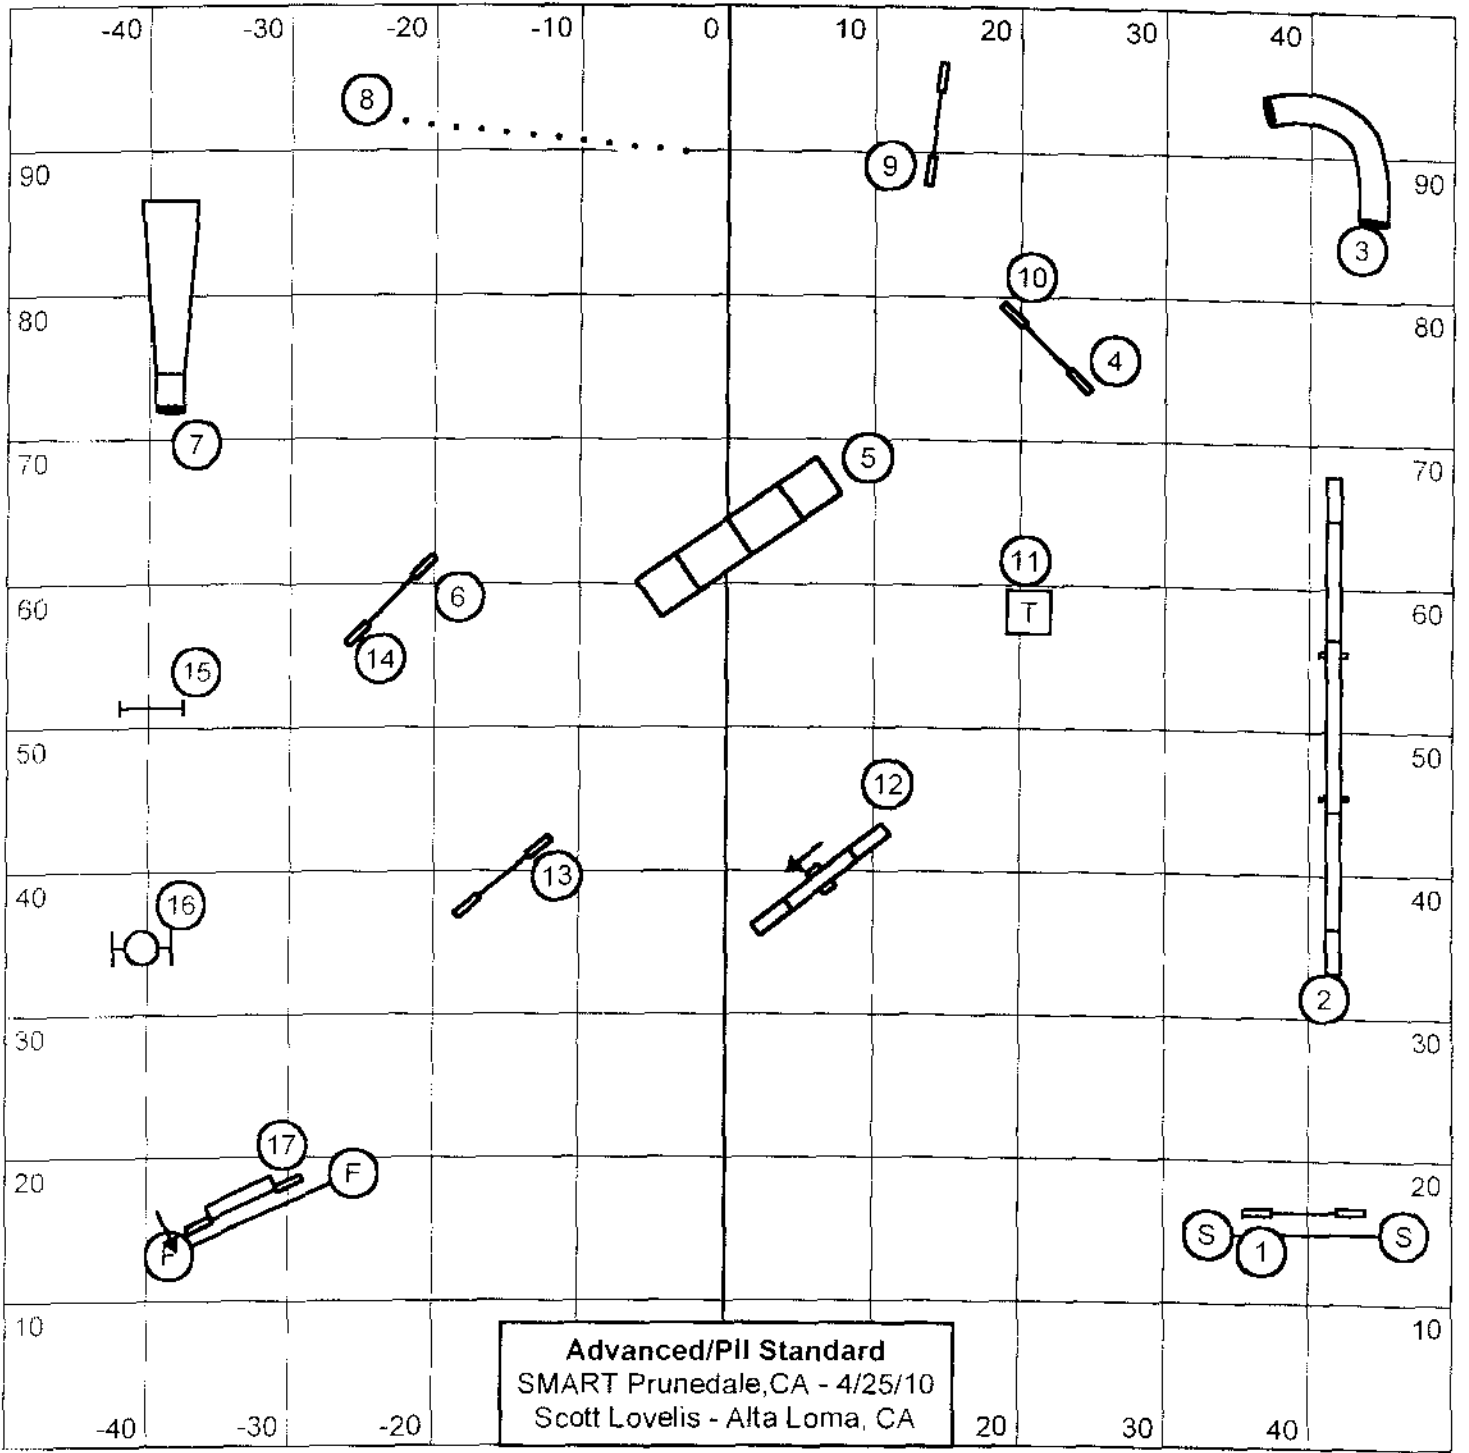 -40 -30 -20 -10 0 10 20 30 40
8
9
90 90
3
10
80 80
4
7
5
70 70
11
6
60 T 60
14
15
50 50
12
13
40 40
16
2
30 30
17
F
20 20
S S
1
F
10 10
Advanced/PII Standard
SMART Prunedale,CA - 4/25/10
Scott Lovelis - Alta Loma, CA
-40 -30 -20 20 30 40